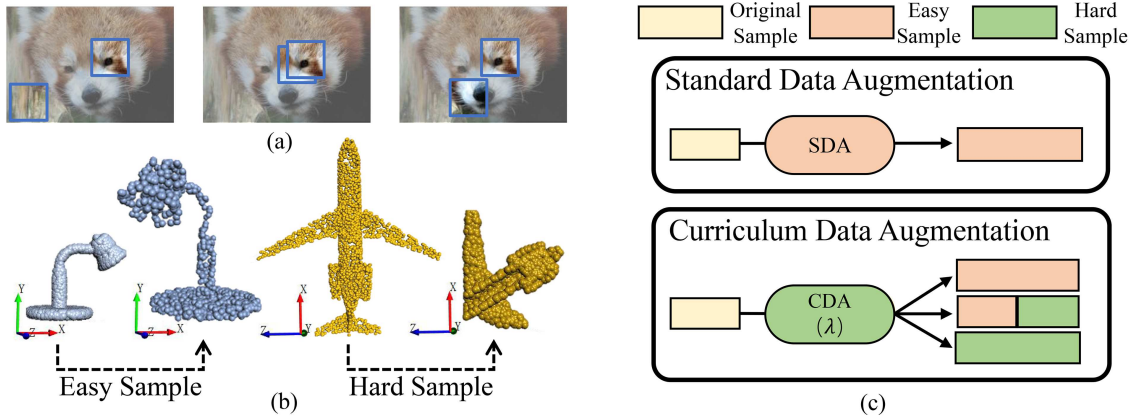 (a)
Y
Z
X
Y
Z
X
X
Z
Y
X
Z
Y
Easy Sample
Hard Sample
(b)
Original
Sample
Easy
Sample
Hard
Sample
Standard Data Augmentation
SDA
Curriculum Data Augmentation
CDA
(λ)
(c)